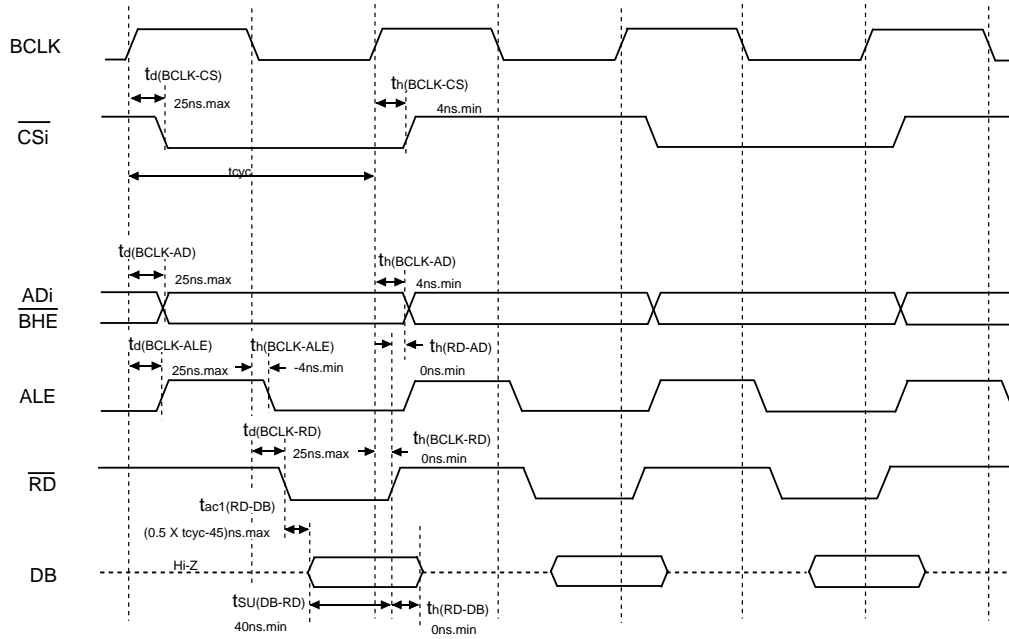 BCLK
td(BCLK-CS)
25ns.max
th(BCLK-CS)
4ns.min
CSi
tcyc
td(BCLK-AD)
25ns.max
th(BCLK-AD)
4ns.min
ADi
BHE
td(BCLK-ALE)
25ns.max
th(BCLK-ALE)
-4ns.min
th(RD-AD)
0ns.min
ALE
td(BCLK-RD)
25ns.max
th(BCLK-RD)
0ns.min
RD
tac1(RD-DB)
(0.5 X tcyc-45)ns.max
Hi-Z
DB
tSU(DB-RD)
40ns.min
th(RD-DB)
0ns.min